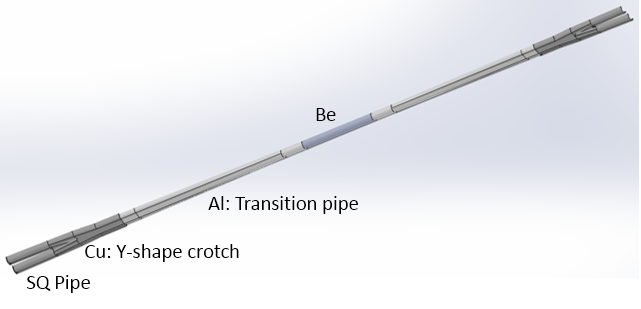 Be
Al: Transition pipe
Cu: Y-shape crotch
SQ Pipe